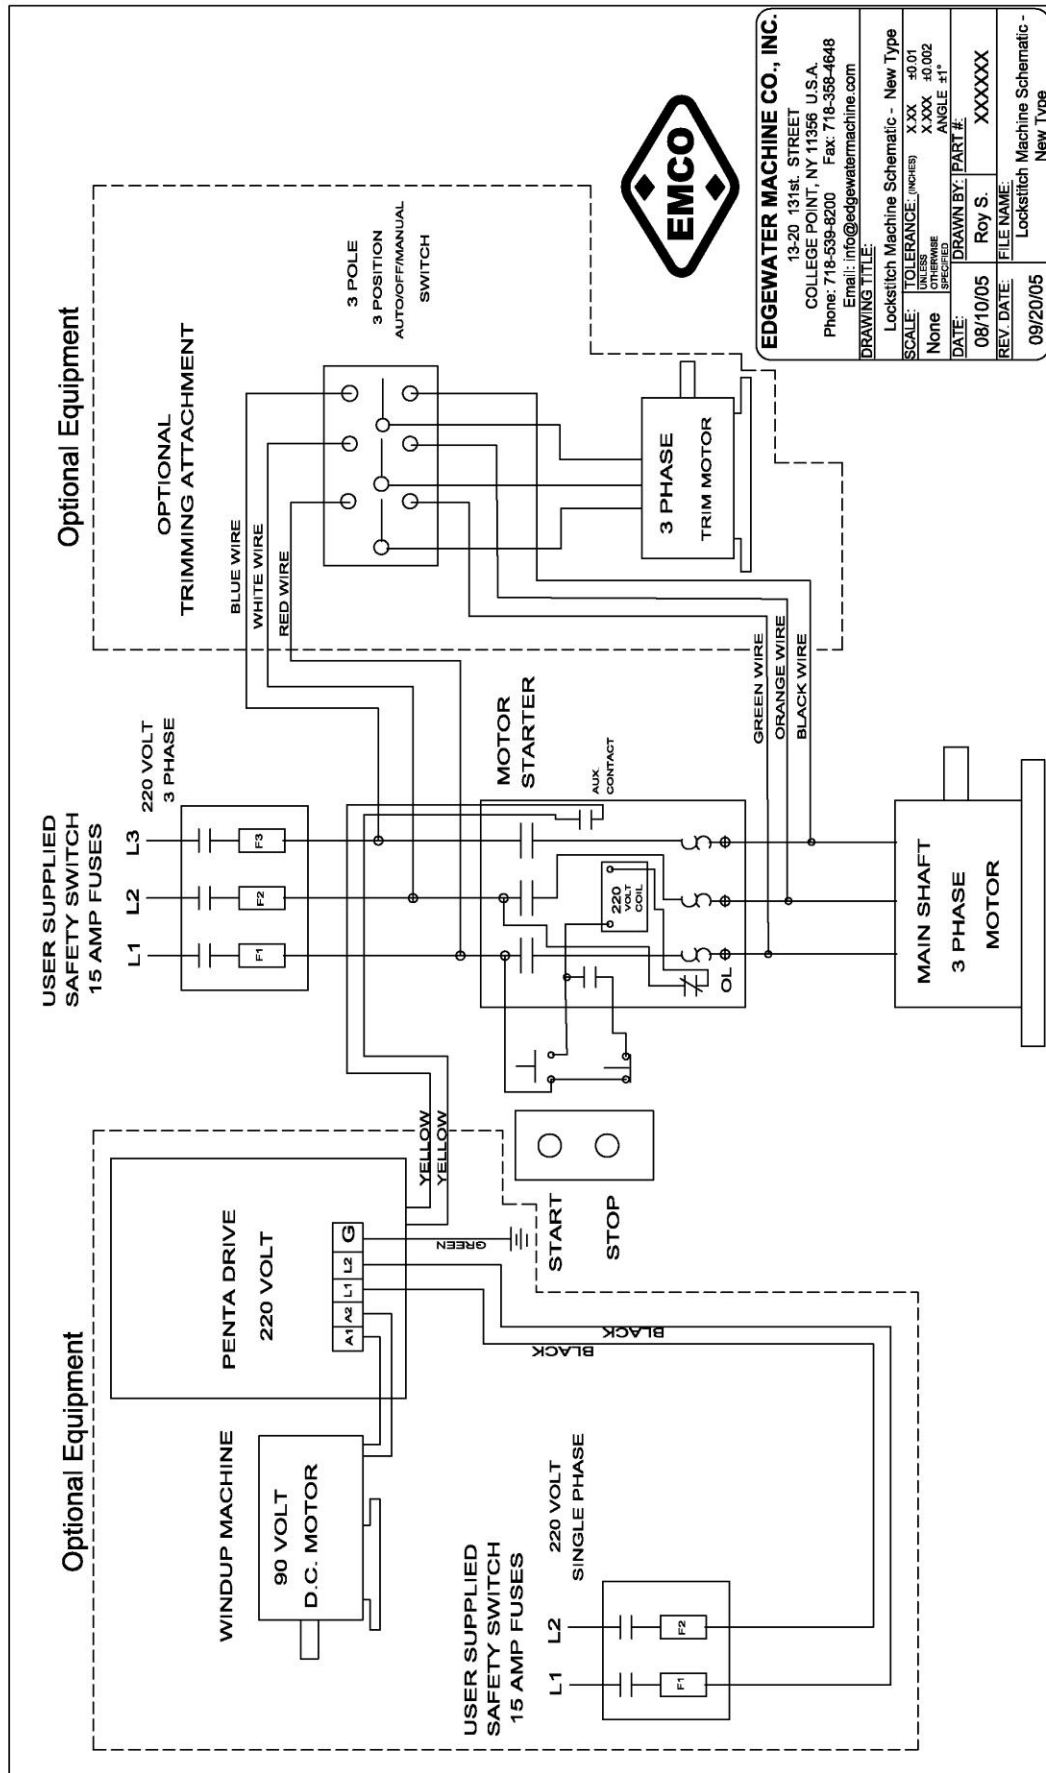 Optional Equipment
WINDUP MACHINE
90 VOLT
D.C. MOTOR
PENTA DRIVE
220 VOLT
A1
A2
L1
L2
G
GREEN
YELLOW
YELLOW
BLACK
BLACK
USER SUPPLIED
SAFETY SWITCH
15 AMP FUSES
220 VOLT
SINGLE PHASE
L1
L2
F1
F2
START
STOP
USER SUPPLIED
SAFETY SWITCH
15 AMP FUSES
220 VOLT
3 PHASE
L1
L2
L3
F1
F2
F3
MOTOR
STARTER
AUX.
CONTACT
220
VOLT
COIL
OL
MAIN SHAFT
3 PHASE
MOTOR
GREEN WIRE
ORANGE WIRE
BLACK WIRE
Optional Equipment
OPTIONAL
TRIMMING ATTACHMENT
BLUE WIRE
WHITE WIRE
RED WIRE
3 POLE
3 POSITION
AUTO/OFF/MANUAL
SWITCH
3 PHASE
TRIM MOTOR
EMCO
EDGEWATER MACHINE CO., INC.
13-20 131st. STREET
COLLEGE POINT, NY 11356 U.S.A.
Phone: 718-539-8200 Fax: 718-358-4648
Email: info@edgewatermachine.com
DRAWING TITLE:
Lockstitch Machine Schematic - New Type
SCALE:
None
TOLERANCE: (INCHES)
UNLESS
OTHERWISE
SPECIFIED
X.XX ±0.01
X.XXX ±0.002
ANGLE ±1°
DATE:
08/10/05
DRAWN BY:
Roy S.
PART #:
XXXXXX
REV. DATE:
09/20/05
FILE NAME:
Lockstitch Machine Schematic -
New Type